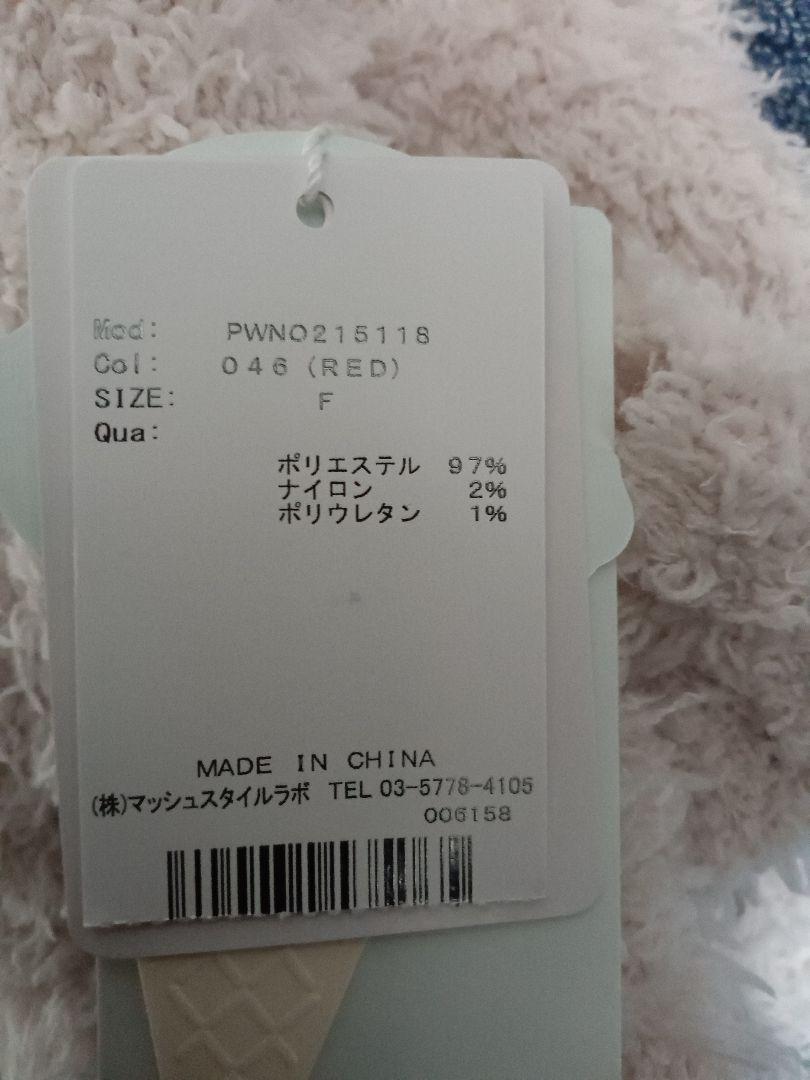 Mod: PWNO215118
Col: 046(RED)
SIZE: F
Qua:
ポリエステル 97%
ナイロン 2%
ポリウレタン 1%
MADE IN CHINA
(株)マッシュスタイルラボ TEL 03-5778-4105
006158